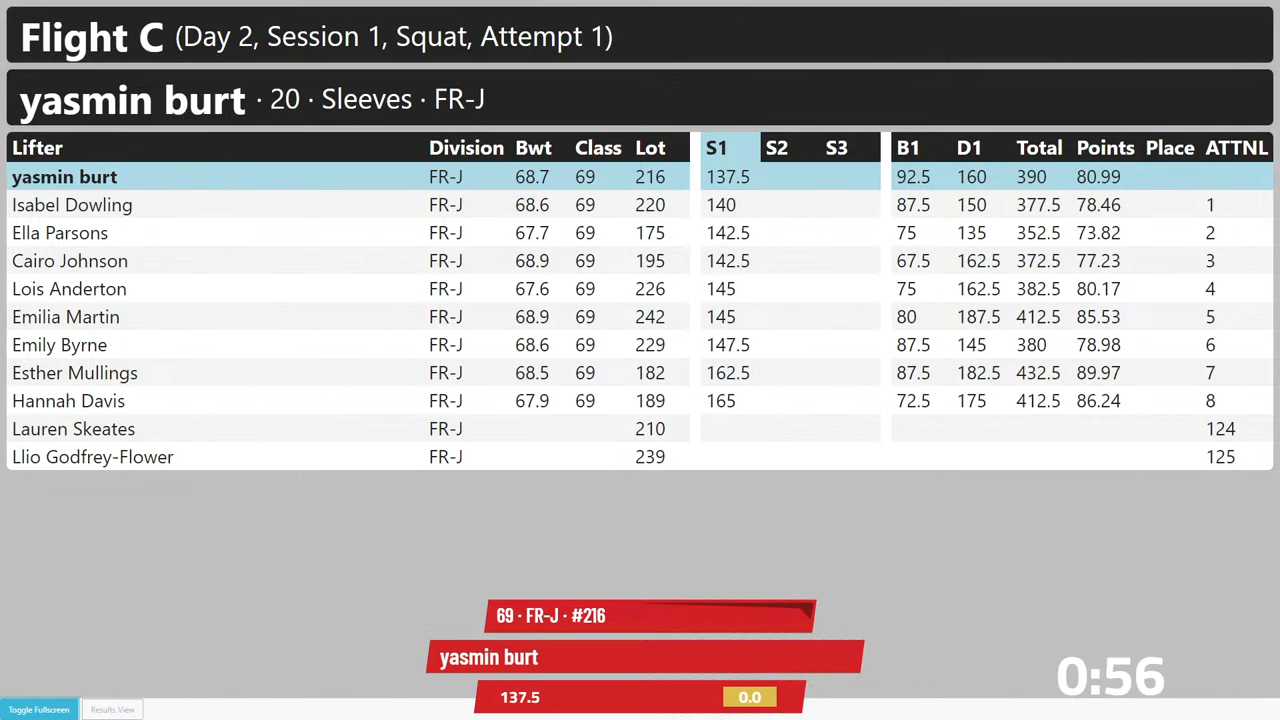 Flight C (Day 2, Session 1, Squat, Attempt 1)
yasmin burt · 20 · Sleeves · FR-J
Lifter Division Bwt Class Lot S1 S2 S3 B1 D1 Total Points Place ATTNL
yasmin burt FR-J 68.7 69 216 137.5 92.5 160 390 80.99
Isabel Dowling FR-J 68.6 69 220 140 87.5 150 377.5 78.46 1
Ella Parsons FR-J 67.7 69 175 142.5 75 135 352.5 73.82 2
Cairo Johnson FR-J 68.9 69 195 142.5 67.5 162.5 372.5 77.23 3
Lois Anderton FR-J 67.6 69 226 145 75 162.5 382.5 80.17 4
Emilia Martin FR-J 68.9 69 242 145 80 187.5 412.5 85.53 5
Emily Byrne FR-J 68.6 69 229 147.5 87.5 145 380 78.98 6
Esther Mullings FR-J 68.5 69 182 162.5 87.5 182.5 432.5 89.97 7
Hannah Davis FR-J 67.9 69 189 165 72.5 175 412.5 86.24 8
Lauren Skeates FR-J 210 124
Llio Godfrey-Flower FR-J 239 125
69 · FR-J · #216
yasmin burt
137.5 0.0
0:56
Toggle Fullscreen Results View